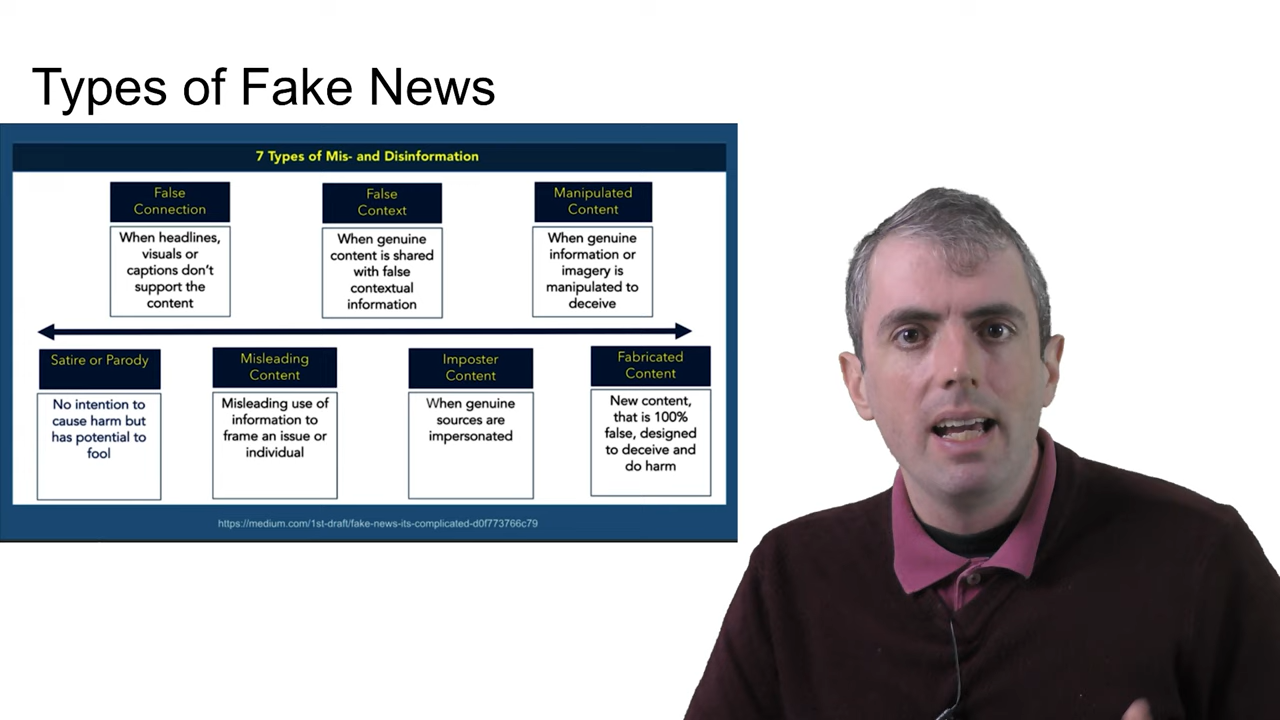 Types of Fake News
7 Types of Mis- and Disinformation
False
Connection
When headlines,
visuals or
captions don't
support the
content
False
Context
When genuine
content is shared
with false
contextual
information
Manipulated
Content
When genuine
information or
imagery is
manipulated to
deceive
Satire or Parody
No intention to
cause harm but
has potential to
fool
Misleading
Content
Misleading use of
information to
frame an issue or
individual
Imposter
Content
When genuine
sources are
impersonated
Fabricated
Content
New content,
that is 100%
false, designed
to deceive and
do harm
https://medium.com/1st-draft/fake-news-its-complicated-d0f773766c79